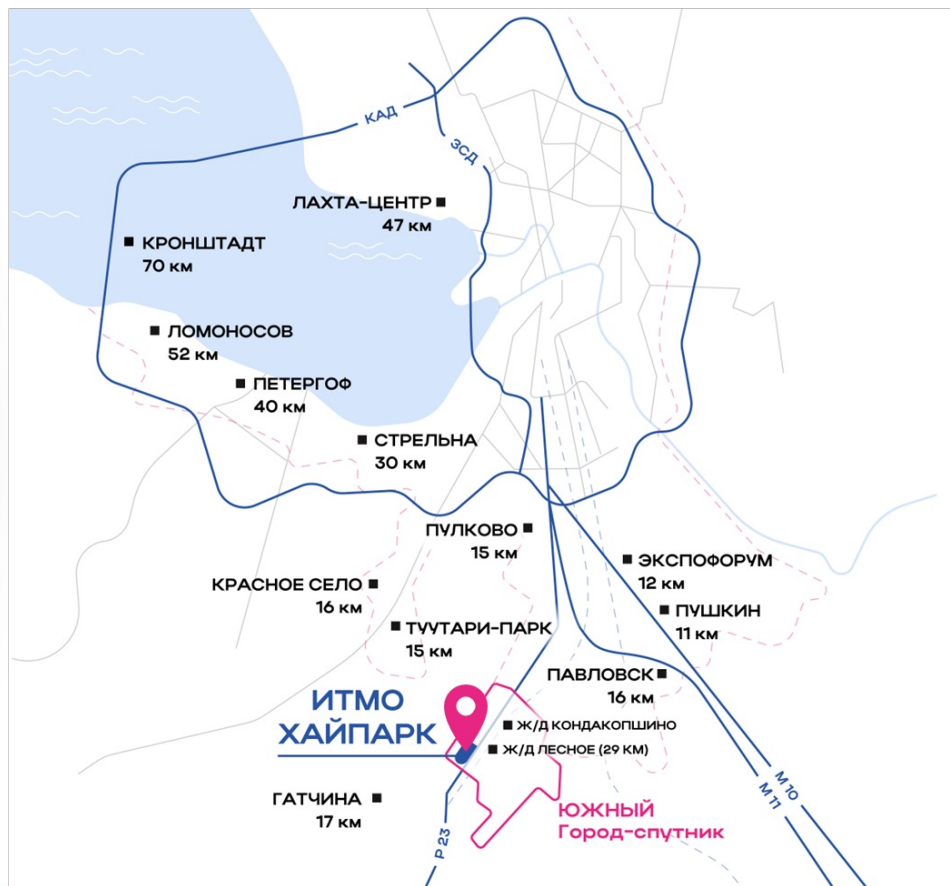 КАД
ЗСД
ЛАХТА-ЦЕНТР
47 км
КРОНШТАДТ
70 км
ЛОМОНОСОВ
52 км
ПЕТЕРГОФ
40 км
СТРЕЛЬНА
30 км
ПУЛКОВО
15 км
ЭКСПОФОРУМ
12 км
КРАСНОЕ СЕЛО
16 км
ПУШКИН
11 км
ТУУТАРИ-ПАРК
15 км
ПАВЛОВСК
16 км
ИТМО
ХАЙПАРК
Ж/Д КОНДАКОПШИНО
Ж/Д ЛЕСНОЕ (29 КМ)
ГАТЧИНА
17 км
ЮЖНЫЙ
Город-спутник
Р 23
М 11
М 10